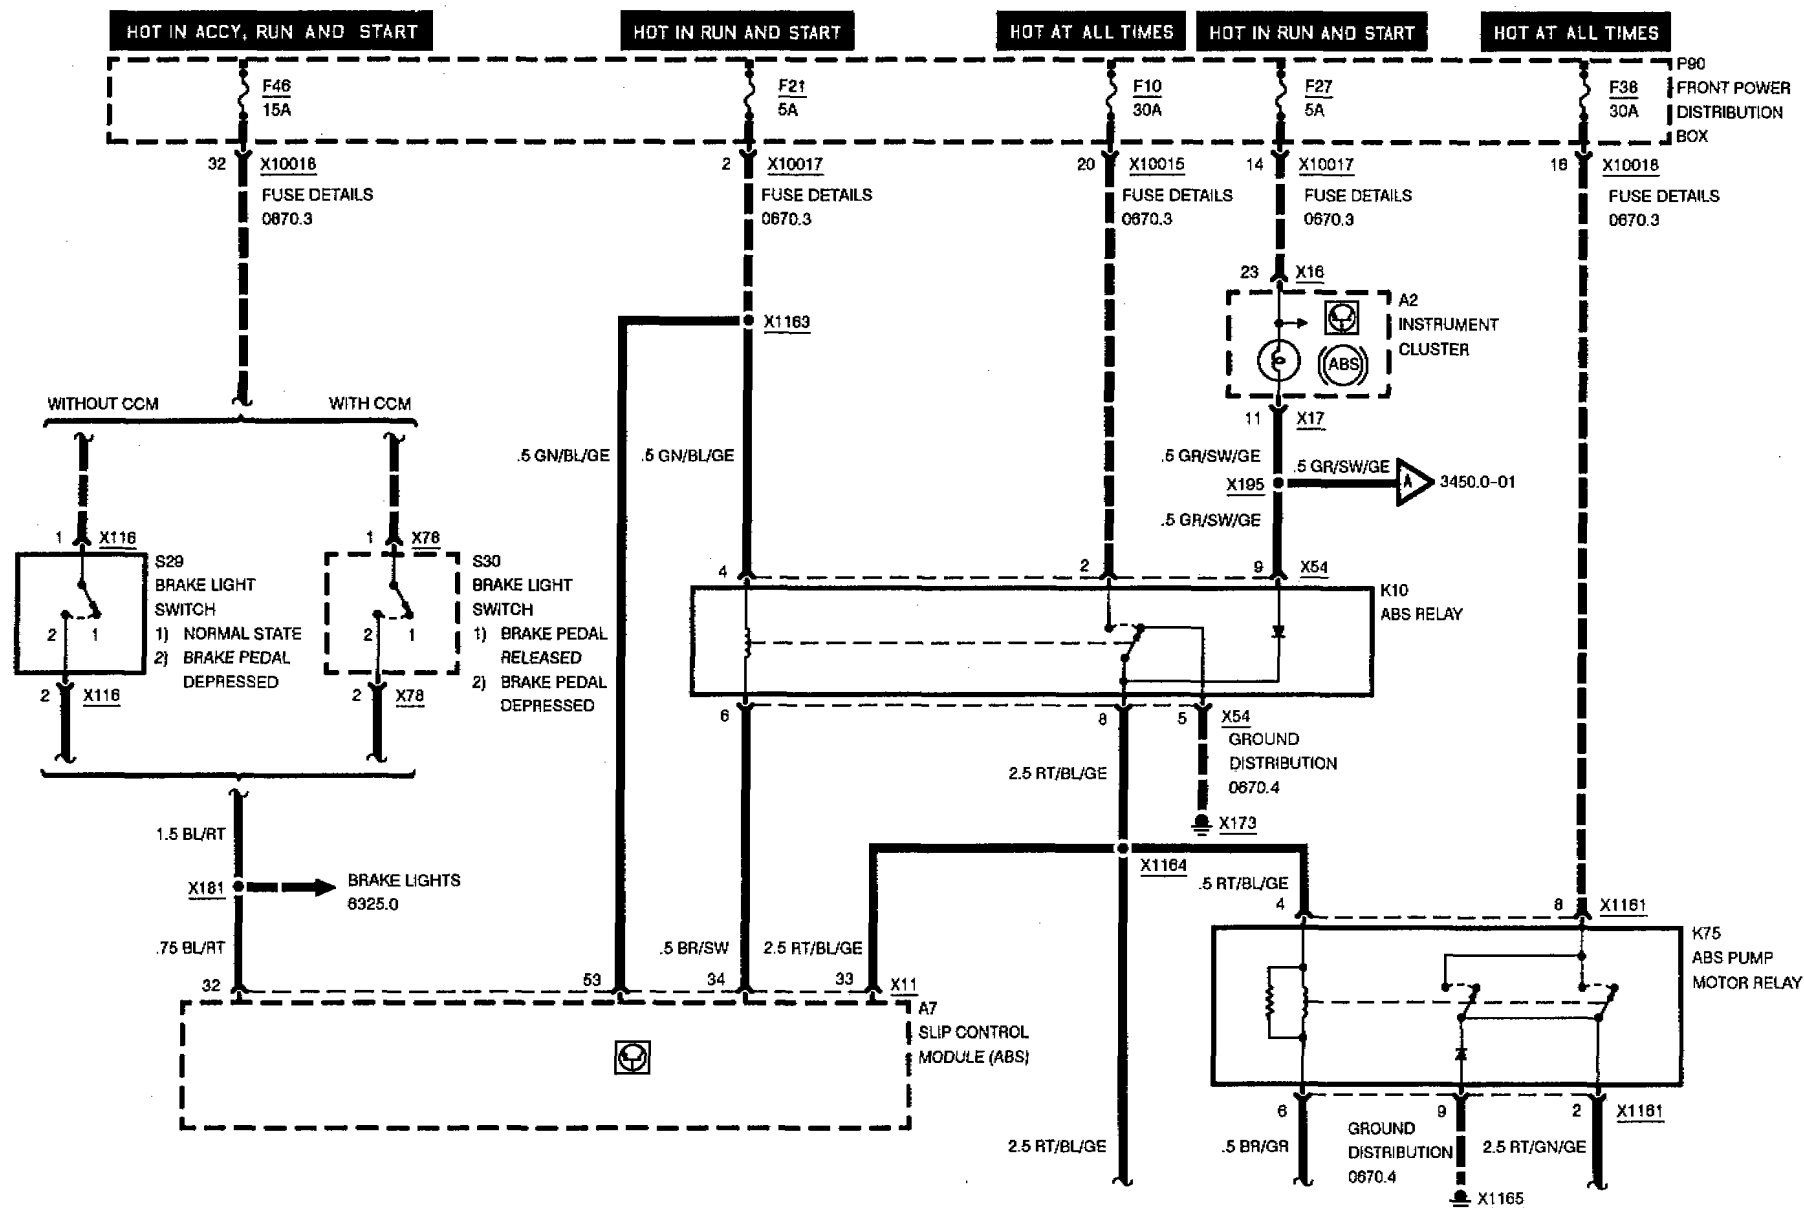 HOT IN ACCY, RUN AND START
HOT IN RUN AND START
HOT AT ALL TIMES
HOT IN RUN AND START
HOT AT ALL TIMES
F46
15A
F21
5A
F10
30A
F27
5A
F38
30A
P90
FRONT POWER
DISTRIBUTION
BOX
32 X10016
FUSE DETAILS
0670.3
2 X10017
FUSE DETAILS
0670.3
20 X10015
FUSE DETAILS
0670.3
14 X10017
FUSE DETAILS
0670.3
18 X10018
FUSE DETAILS
0670.3
23 X16
A2
INSTRUMENT
CLUSTER
ABS
11 X17
X1163
WITHOUT CCM
WITH CCM
.5 GN/BL/GE
.5 GN/BL/GE
.5 GR/SW/GE
.5 GR/SW/GE
X195
A
3450.0-01
.5 GR/SW/GE
1 X116
S29
BRAKE LIGHT
SWITCH
1) NORMAL STATE
2) BRAKE PEDAL
DEPRESSED
2 1
2 X116
1 X78
S30
BRAKE LIGHT
SWITCH
1) BRAKE PEDAL
RELEASED
2) BRAKE PEDAL
DEPRESSED
2 1
2 X78
4
2
9 X54
K10
ABS RELAY
6
8
5 X54
GROUND
DISTRIBUTION
0670.4
X173
2.5 RT/BL/GE
1.5 BL/RT
X181
BRAKE LIGHTS
6325.0
.75 BL/RT
X1164
.5 RT/BL/GE
.5 BR/SW
2.5 RT/BL/GE
4
8 X1161
K75
ABS PUMP
MOTOR RELAY
32
53
34
33 X11
A7
SLIP CONTROL
MODULE (ABS)
6
9
2 X1161
2.5 RT/BL/GE
.5 BR/GR
GROUND
DISTRIBUTION
0670.4
2.5 RT/GN/GE
X1165